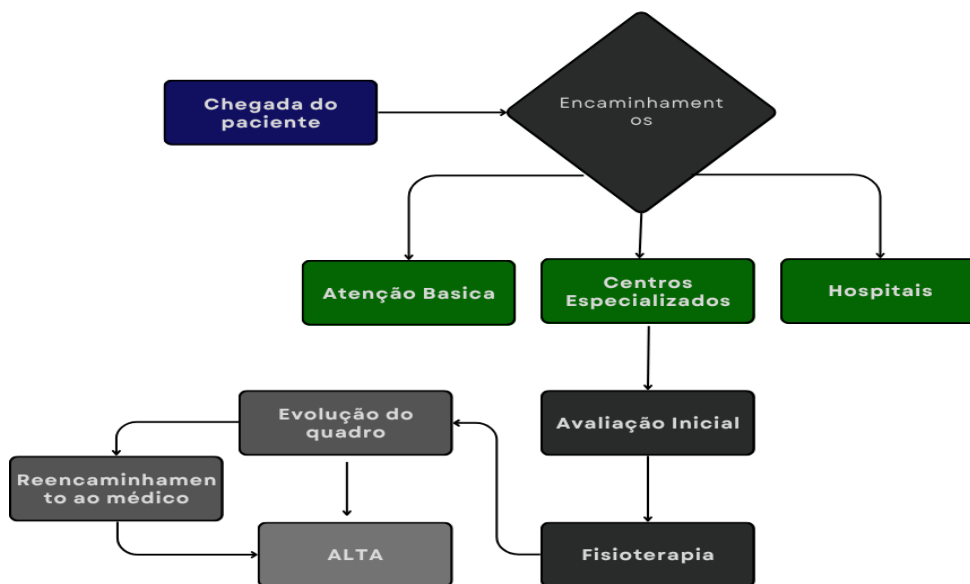 Chegada do
paciente
Encaminhament
os
Atenção Basica
Centros
Especializados
Hospitais
Evolução do
quadro
Avaliação Inicial
Reencaminhamen
to ao médico
ALTA
Fisioterapia